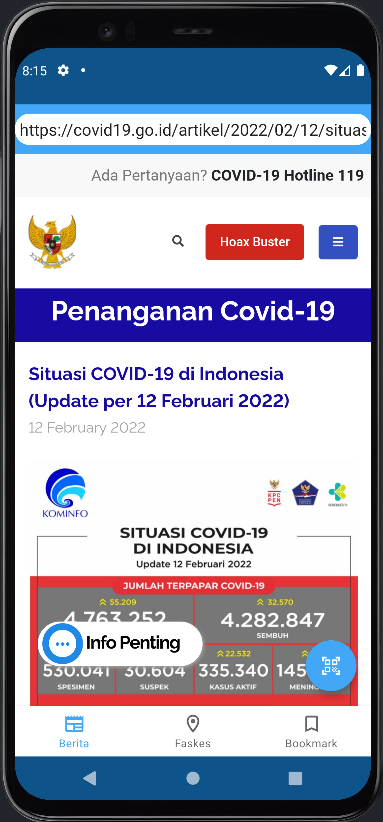 8:15
https://covid19.go.id/artikel/2022/02/12/situas
Ada Pertanyaan? COVID-19 Hotline 119
Hoax Buster
Penanganan Covid-19
Situasi COVID-19 di Indonesia
(Update per 12 Februari 2022)
12 February 2022
KOMINFO
KPC
PEN
SITUASI COVID-19
DI INDONESIA
Update 12 Februari 2022
JUMLAH TERPAPAR COVID-19
55.209
32.570
4.763.252
4.282.847
SEMBUH
Info Penting
22.532
530.041
30.604
335.340
145
SPESIMEN
SUSPEK
KASUS AKTIF
MENING
Berita
Faskes
Bookmark